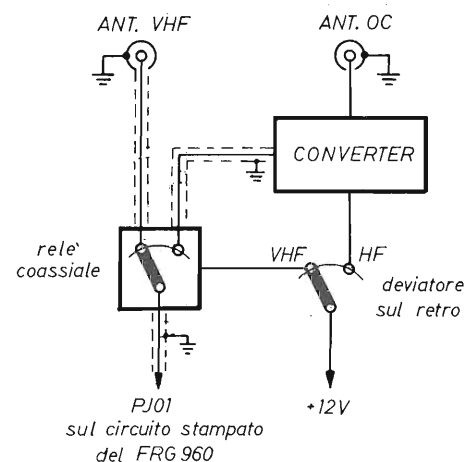 ANT. VHF
ANT. OC
CONVERTER
relè
coassiale
VHF
HF
deviatore
sul retro
PJ01
sul circuito stampato
del FRG 960
+12V